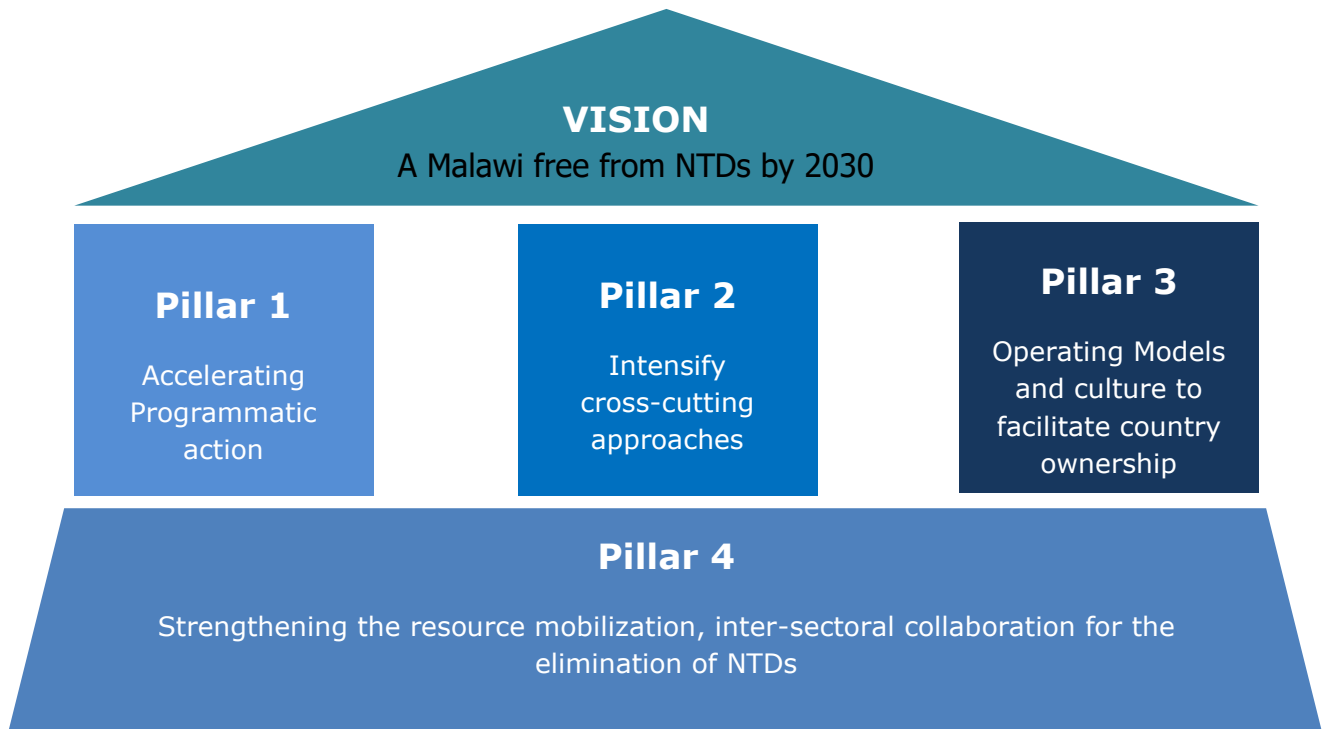 VISION
A Malawi free from NTDs by 2030
Pillar 1
Accelerating
Programmatic
action
Pillar 2
Intensify
cross-cutting
approaches
Pillar 3
Operating Models
and culture to
facilitate country
ownership
Pillar 4
Strengthening the resource mobilization, inter-sectoral collaboration for the
elimination of NTDs